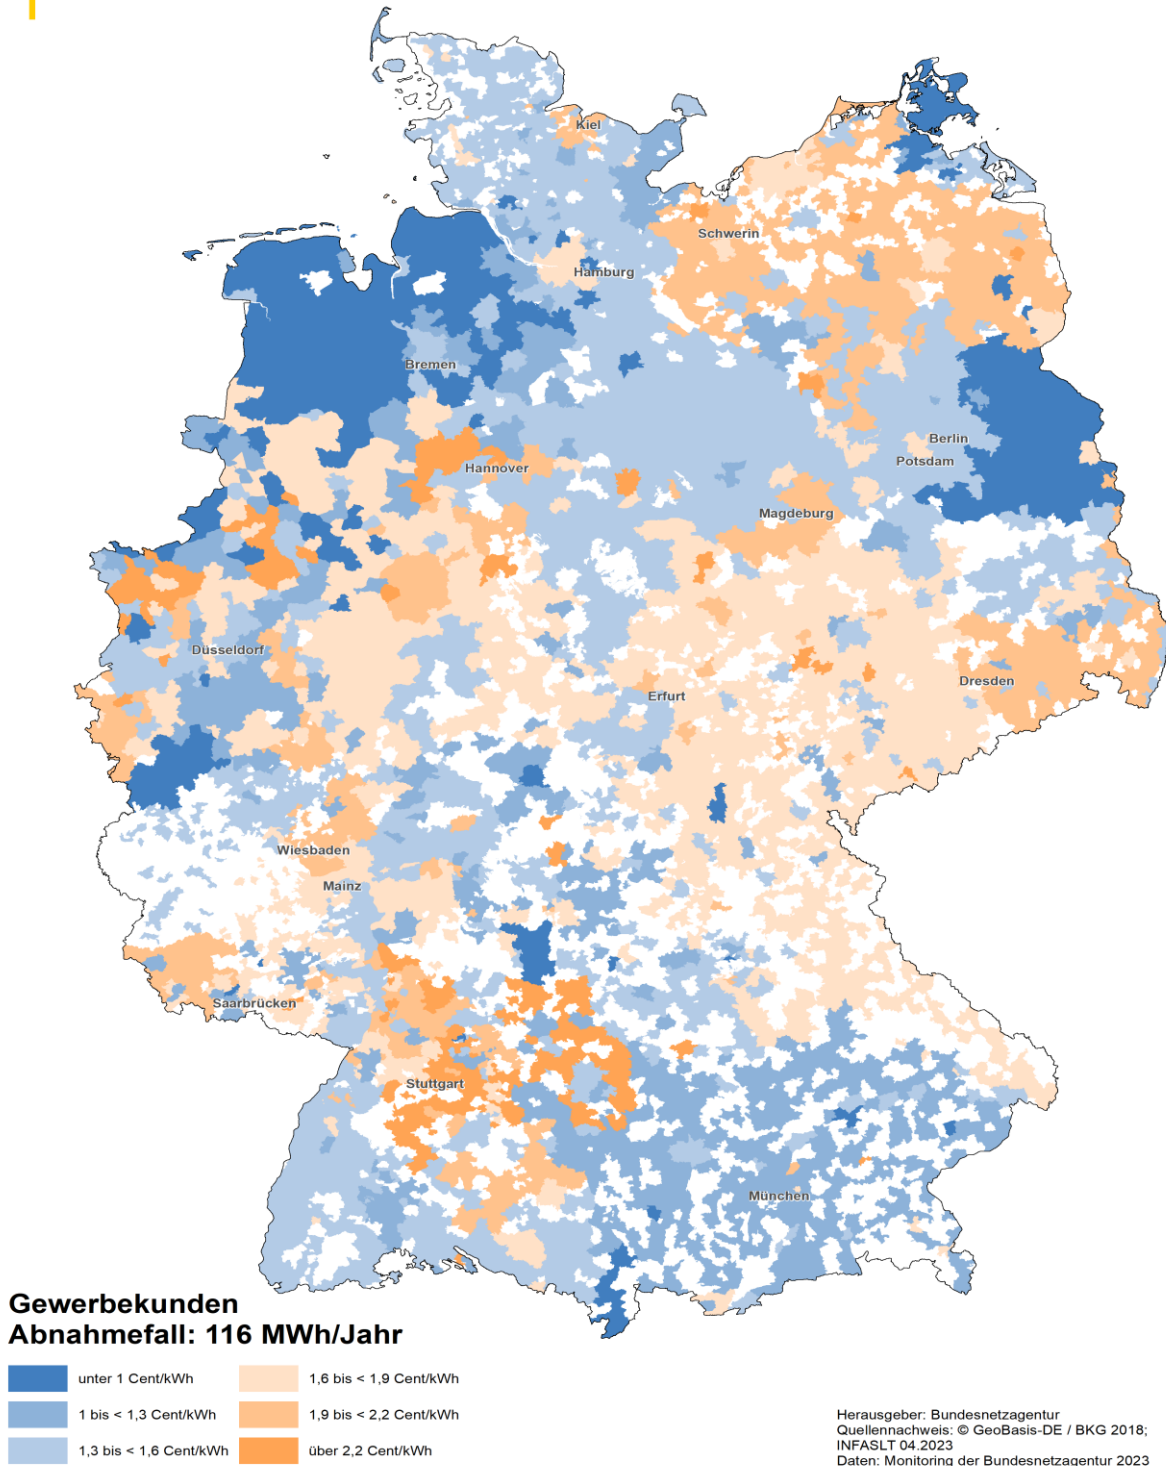 Kiel
Schwerin
Hamburg
Bremen
Berlin
Potsdam
Hannover
Magdeburg
Düsseldorf
Erfurt
Dresden
Wiesbaden
Mainz
Saarbrücken
Stuttgart
München
Gewerbekunden
Abnahmefall: 116 MWh/Jahr
unter 1 Cent/kWh
1,6 bis < 1,9 Cent/kWh
1 bis < 1,3 Cent/kWh
1,9 bis < 2,2 Cent/kWh
1,3 bis < 1,6 Cent/kWh
über 2,2 Cent/kWh
Herausgeber: Bundesnetzagentur
Quellennachweis: © GeoBasis-DE / BKG 2018;
INFASLT 04.2023
Daten: Monitoring der Bundesnetzagentur 2023